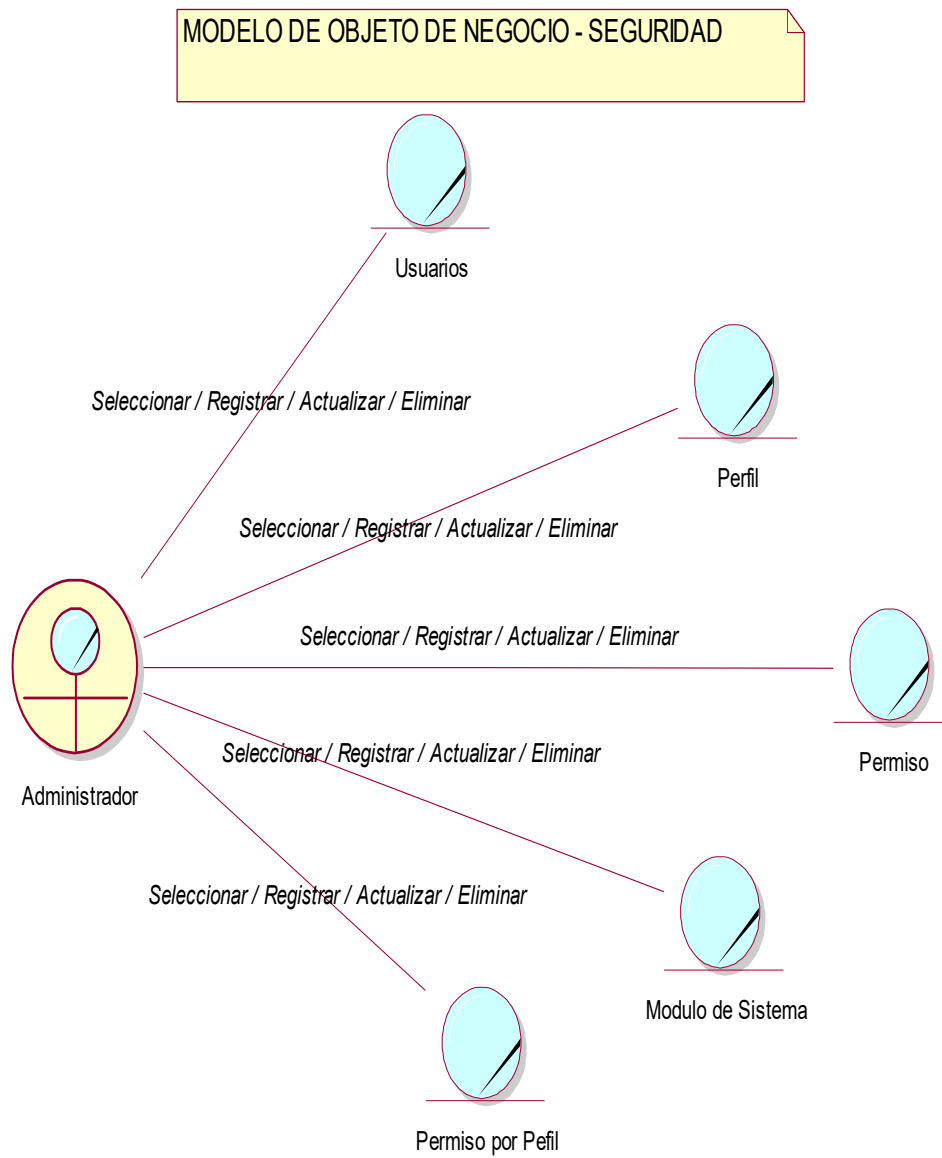 MODELO DE OBJETO DE NEGOCIO - SEGURIDAD
Usuarios
Seleccionar / Registrar / Actualizar / Eliminar
Perfil
Seleccionar / Registrar / Actualizar / Eliminar
Seleccionar / Registrar / Actualizar / Eliminar
Permiso
Seleccionar / Registrar / Actualizar / Eliminar
Administrador
Seleccionar / Registrar / Actualizar / Eliminar
Modulo de Sistema
Permiso por Pefil